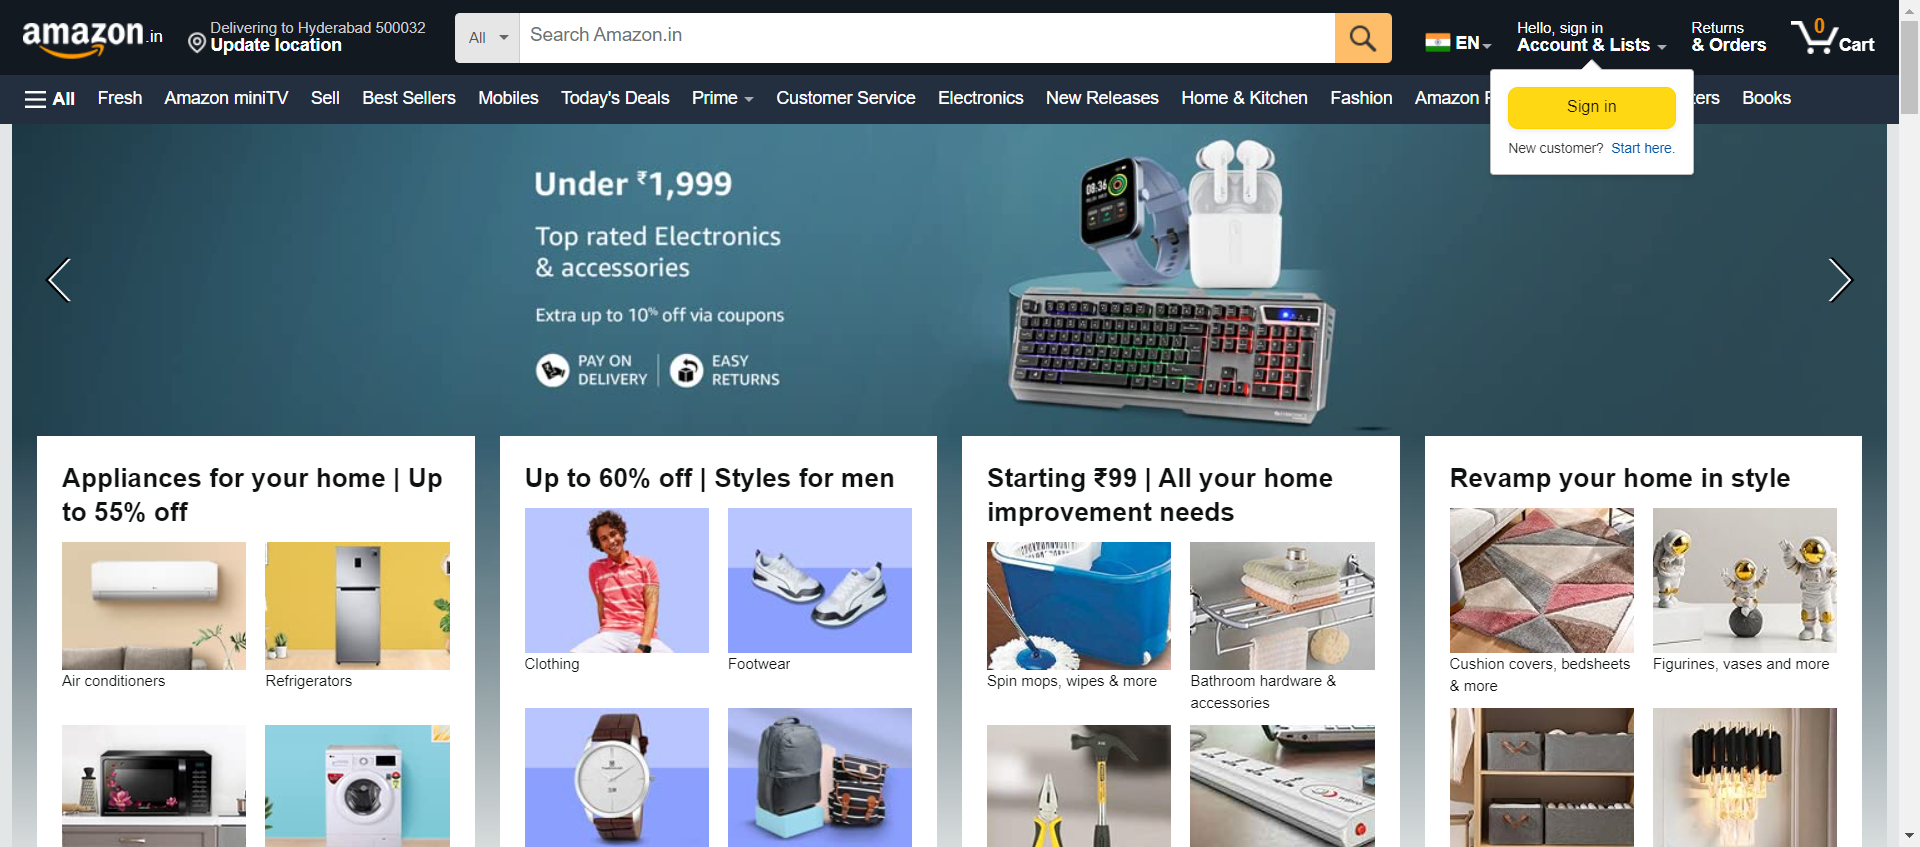 amazon.in
Delivering to Hyderabad 500032
Update location
All
Search Amazon.in
EN
Hello, sign in
Account & Lists
Returns
& Orders
0
Cart
All
Fresh
Amazon miniTV
Sell
Best Sellers
Mobiles
Today's Deals
Prime
Customer Service
Electronics
New Releases
Home & Kitchen
Fashion
Amazon
Books
Sign in
New customer? Start here.
Under ₹1,999
Top rated Electronics
& accessories
Extra up to 10% off via coupons
PAY ON
DELIVERY
EASY
RETURNS
08:36
Appliances for your home | Up
to 55% off
Air conditioners
Refrigerators
Up to 60% off | Styles for men
Clothing
Footwear
Starting ₹99 | All your home
improvement needs
Spin mops, wipes & more
Bathroom hardware &
accessories
Revamp your home in style
Cushion covers, bedsheets
& more
Figurines, vases and more